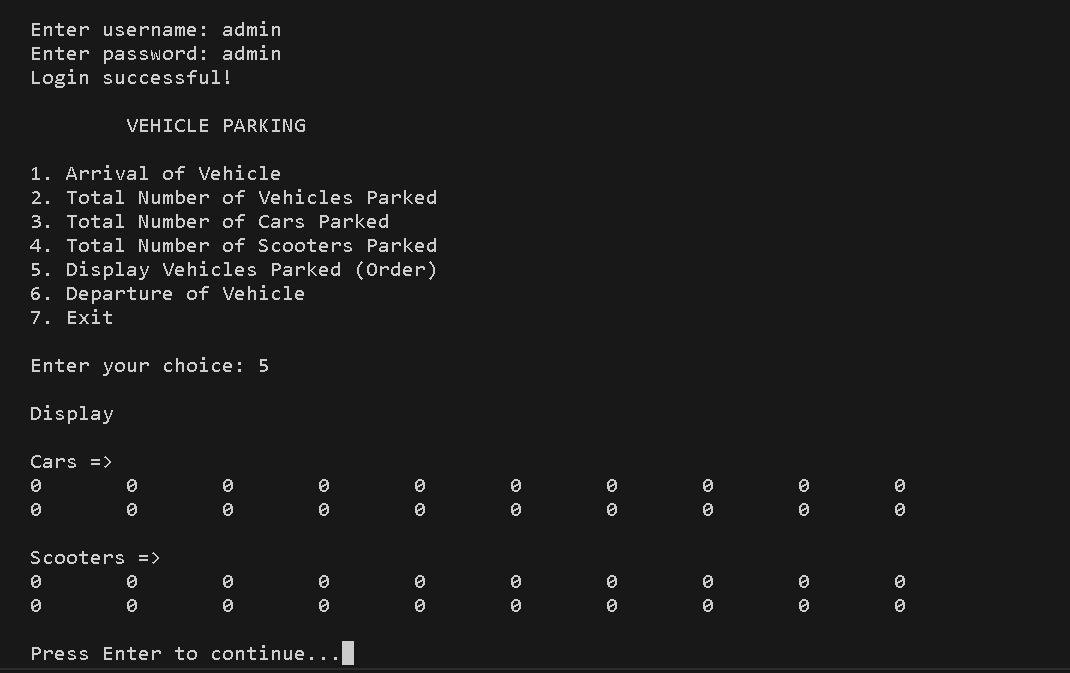 Enter username: admin
Enter password: admin
Login successful!
VEHICLE PARKING
1. Arrival of Vehicle
2. Total Number of Vehicles Parked
3. Total Number of Cars Parked
4. Total Number of Scooters Parked
5. Display Vehicles Parked (Order)
6. Departure of Vehicle
7. Exit
Enter your choice: 5
Display
Cars =>
0 0 0 0 0 0 0 0 0 0
0 0 0 0 0 0 0 0 0 0
Scooters =>
0 0 0 0 0 0 0 0 0 0
0 0 0 0 0 0 0 0 0 0
Press Enter to continue...